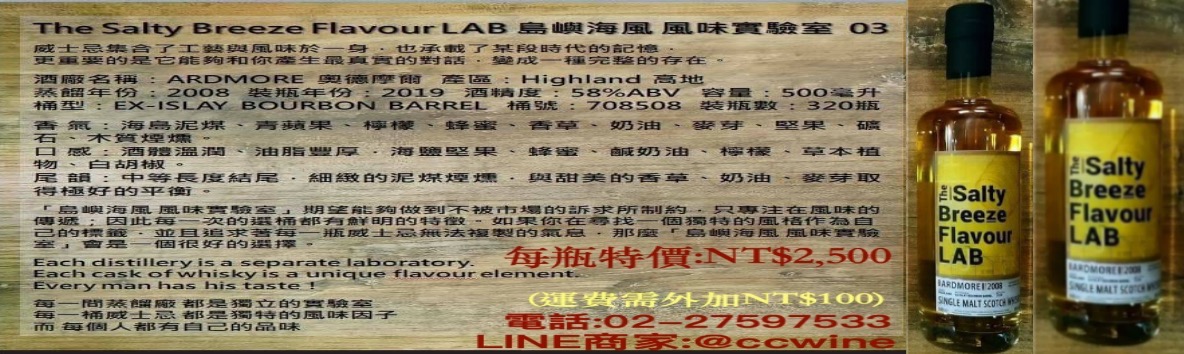 The Salty Breeze Flavour LAB 島嶼海風 風味實驗室 03
威士忌集合了工藝與風味於一身,也承載了某段時代的記憶,
更重要的是它能夠和你產生最真實的對話,變成一種完整的存在。
酒廠名稱:ARDMORE 奧德摩爾 產區:Highland 高地
蒸餾年份:2008 裝瓶年份:2019 酒精度:58%ABV 容量:500毫升
桶型:EX-ISLAY BOURBON BARREL 桶號:708508 裝瓶數:320瓶
香氣:海島泥煤、青蘋果、檸檬、蜂蜜、香草、奶油、麥芽、堅果、礦
石、木質煙燻。
口感:酒體溫潤、油脂豐厚,海鹽堅果、蜂蜜、鹹奶油、檸檬、草本植
物、白胡椒。
尾韻:中等長度結尾,細緻的泥煤煙燻,與甜美的香草、奶油、麥芽取
得極好的平衡。
「島嶼海風 風味實驗室」期望能夠做到不被市場的訴求所制約,只專注在風味的
傳遞,因此每一次的選桶都有鮮明的特徵,如果你在尋找一個獨特的風格作為自
己的標籤,並且追求著每一瓶威士忌無法複製的氣息,那麼「島嶼海風 風味實驗
室」會是一個很好的選擇。
Each distillery is a separate laboratory.
Each cask of whisky is a unique flavour element.
Every man has his taste !
每一間蒸餾廠 都是獨立的實驗室
每一桶威士忌 都是獨特的風味因子
而每個人都有自己的品味
每瓶特價:NT$2,500
(運費需外加NT$100)
電話:02-27597533
LINE商家:@ccwine
The Salty
Breeze
Flavour
LAB
ARDMORE 2008
SINGLE MALT SCOTCH
The Salty
Breeze
Flavour
LAB
ARDMORE 2008
SINGLE MALT SCOTCH